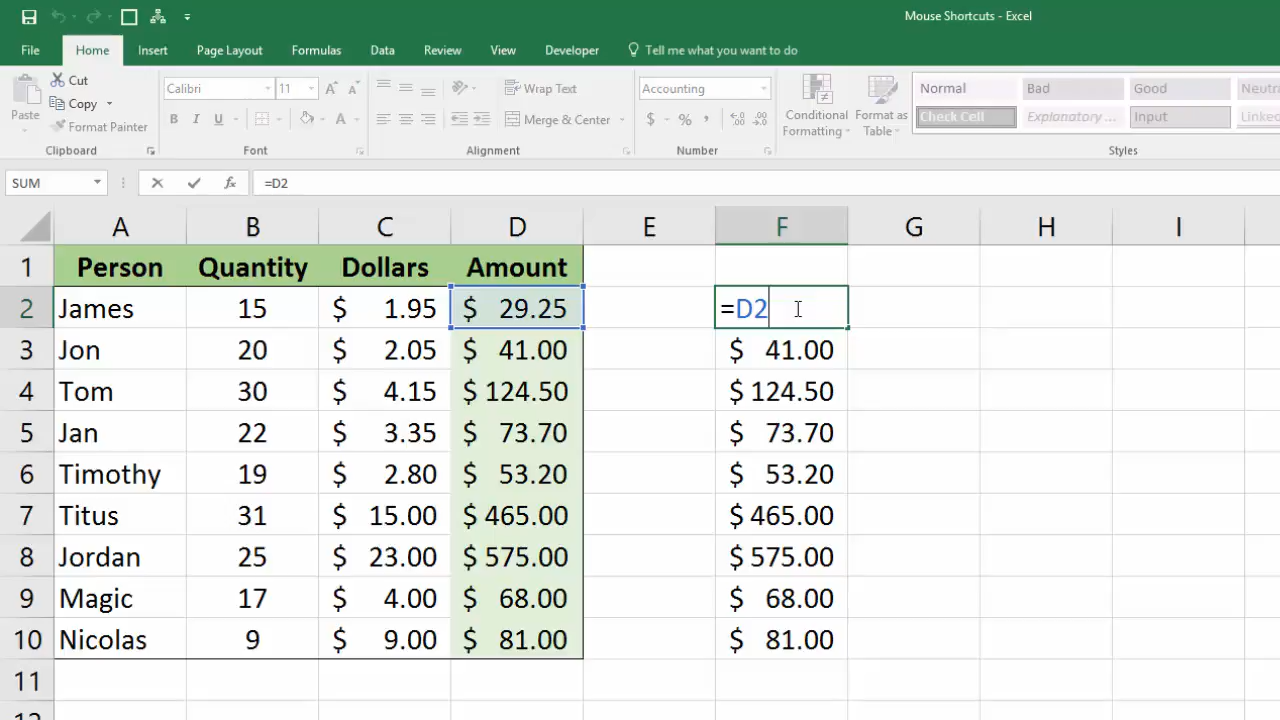 Mouse Shortcuts - Excel
File Home Insert Page Layout Formulas Data Review View Developer Tell me what you want to do
Paste
Cut
Copy
Format Painter
Clipboard
Calibri 11
B I U
A
Font
Wrap Text
Merge & Center
Alignment
Accounting
$ % ,
Number
Conditional Formatting
Format as Table
Normal Bad Good
Check Cell Explanatory ... Input Linked
Styles
SUM fx =D2
A B C D E F G H I
1 Person Quantity Dollars Amount
2 James 15 $ 1.95 $ 29.25 =D2
3 Jon 20 $ 2.05 $ 41.00 $ 41.00
4 Tom 30 $ 4.15 $ 124.50 $ 124.50
5 Jan 22 $ 3.35 $ 73.70 $ 73.70
6 Timothy 19 $ 2.80 $ 53.20 $ 53.20
7 Titus 31 $ 15.00 $ 465.00 $ 465.00
8 Jordan 25 $ 23.00 $ 575.00 $ 575.00
9 Magic 17 $ 4.00 $ 68.00 $ 68.00
10 Nicolas 9 $ 9.00 $ 81.00 $ 81.00
11
12